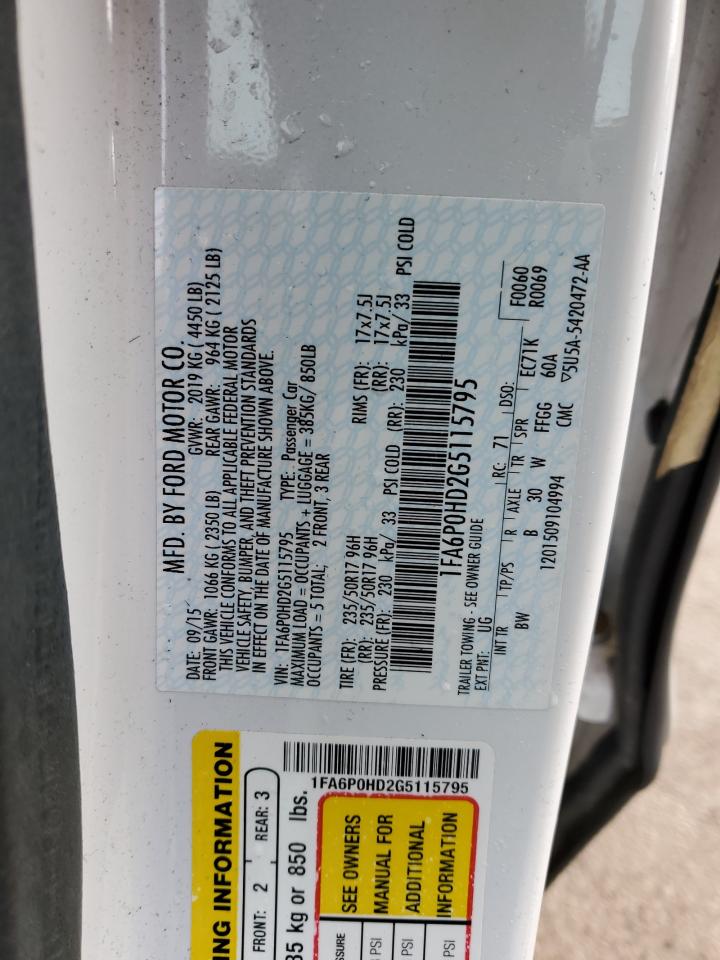 MFD. BY FORD MOTOR CO.
DATE: 09/15 GVWR: 2019 KG ( 4450 LB)
FRONT GAWR: 1066 KG ( 2350 LB) REAR GAWR: 964 KG ( 2125 LB)
THIS VEHICLE CONFORMS TO ALL APPLICABLE FEDERAL MOTOR
VEHICLE SAFETY, BUMPER, AND THEFT PREVENTION STANDARDS
IN EFFECT ON THE DATE OF MANUFACTURE SHOWN ABOVE.
VIN: 1FA6P0HD2G5115795 TYPE: Passenger Car
MAXIMUM LOAD = OCCUPANTS + LUGGAGE = 385KG/ 850LB
OCCUPANTS = 5 TOTAL; 2 FRONT, 3 REAR
TIRE (FR): 235/50R17 96H RIMS (FR): 17x7.5J
(RR): 235/50R17 96H (RR): 17x7.5J
PRESSURE (FR): 230 kPa/ 33 PSI COLD (RR): 230 kPa/ 33 PSI COLD
1FA6P0HD2G5115795
TRAILER TOWING - SEE OWNER GUIDE
EXT PNT: UG RC: 71 DSO: F0060
INT TR TP/PS R AXLE TR SPR EC71K R0069
BW B 30 W FFGG 60A
1201509104994 CMC ▽5U5A-5420472-AA
ING INFORMATION
FRONT: 2 REAR: 3
85 kg or 850 lbs.
1FA6P0HD2G5115795
SEE OWNERS
MANUAL FOR
ADDITIONAL
INFORMATION
PSI
PSI
PSI